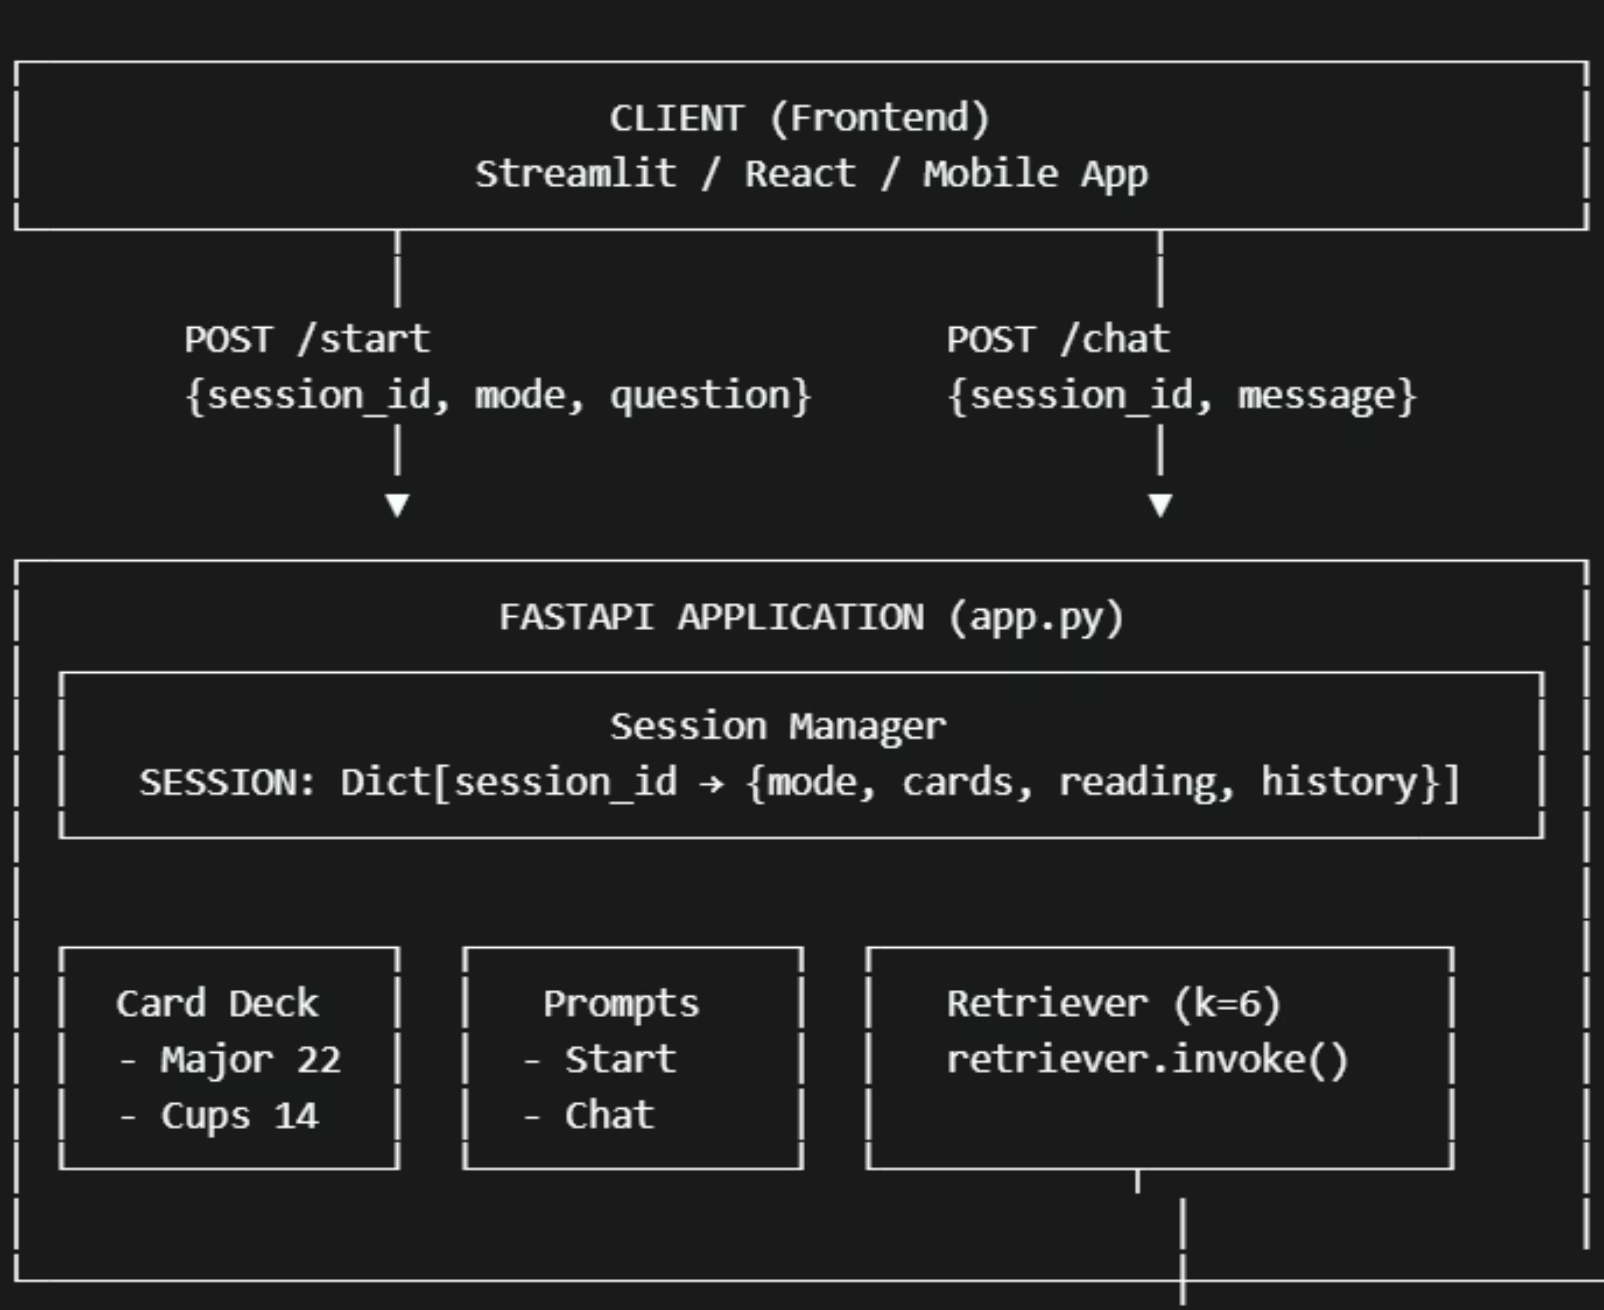 CLIENT (Frontend)
Streamlit / React / Mobile App
POST /start
{session_id, mode, question}
POST /chat
{session_id, message}
FASTAPI APPLICATION (app.py)
Session Manager
SESSION: Dict[session_id → {mode, cards, reading, history}]
Card Deck
- Major 22
- Cups 14
Prompts
- Start
- Chat
Retriever (k=6)
retriever.invoke()